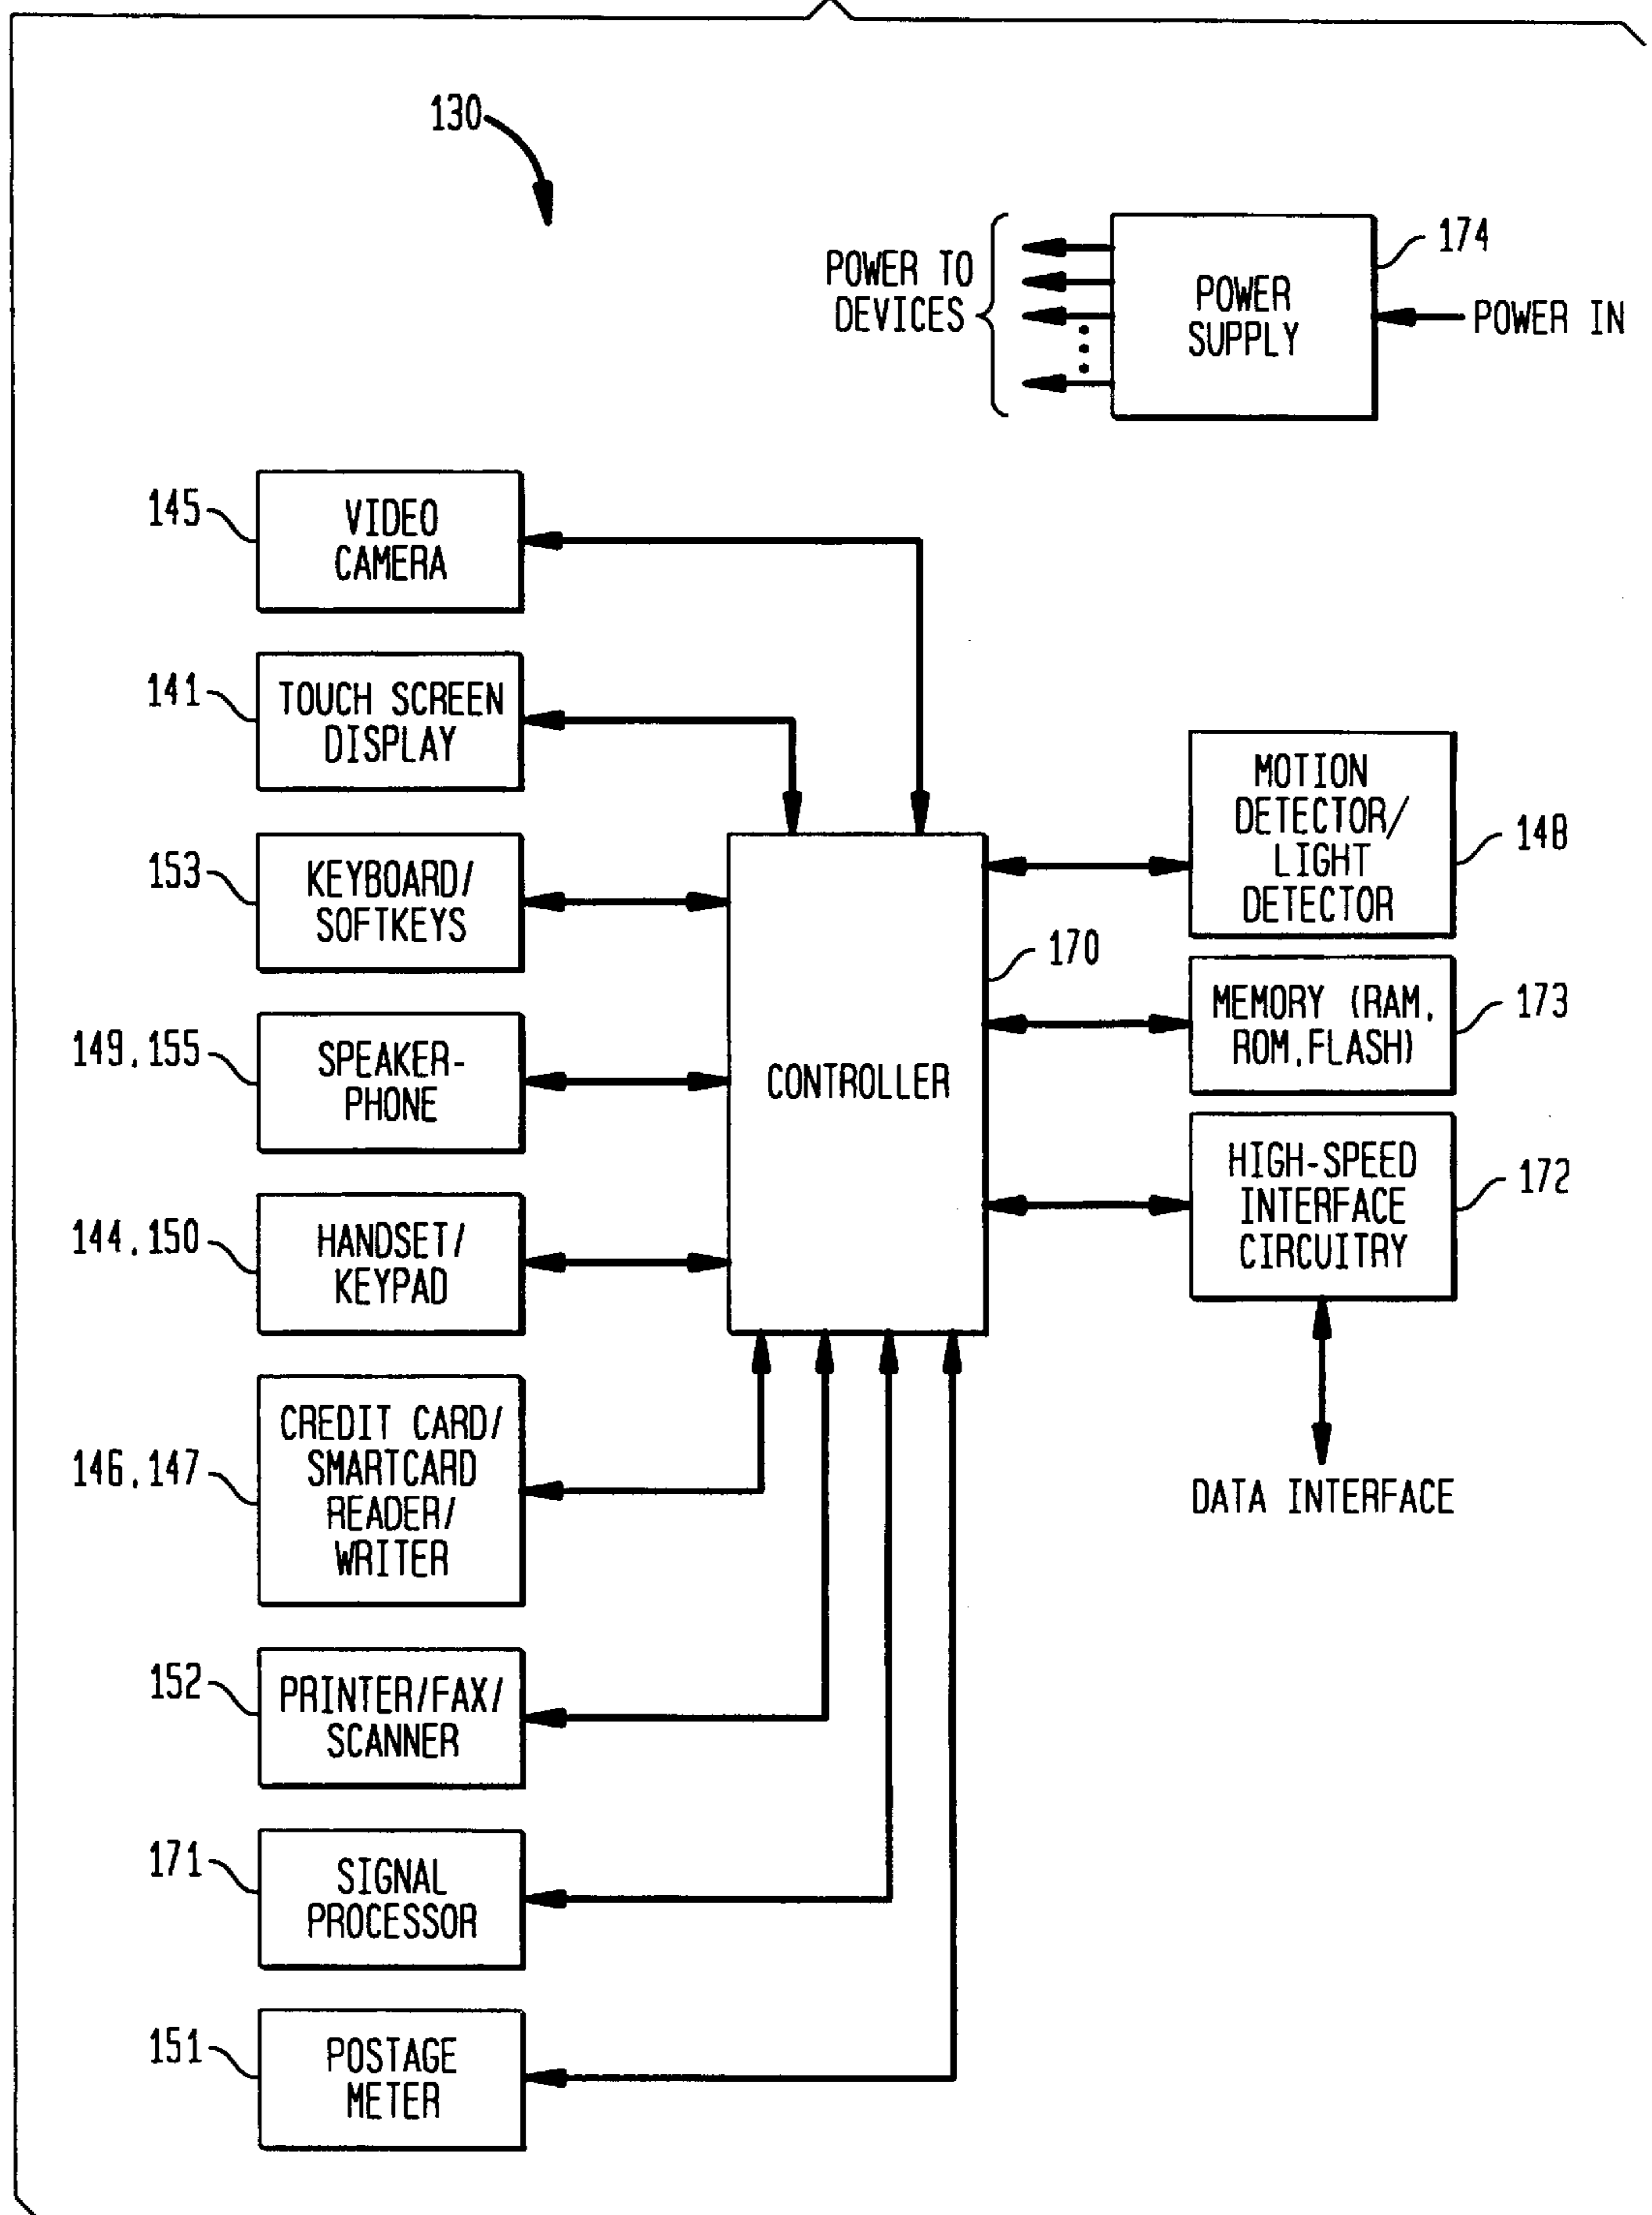 130
POWER TO
DEVICES
POWER
SUPPLY
174
POWER IN
145
VIDEO
CAMERA
141
TOUCH SCREEN
DISPLAY
153
KEYBOARD/
SOFTKEYS
149,155
SPEAKER-
PHONE
144,150
HANDSET/
KEYPAD
146,147
CREDIT CARD/
SMARTCARD
READER/
WRITER
152
PRINTER/FAX/
SCANNER
171
SIGNAL
PROCESSOR
151
POSTAGE
METER
CONTROLLER
170
MOTION
DETECTOR/
LIGHT
DETECTOR
148
MEMORY (RAM,
ROM,FLASH)
173
HIGH-SPEED
INTERFACE
CIRCUITRY
172
DATA INTERFACE